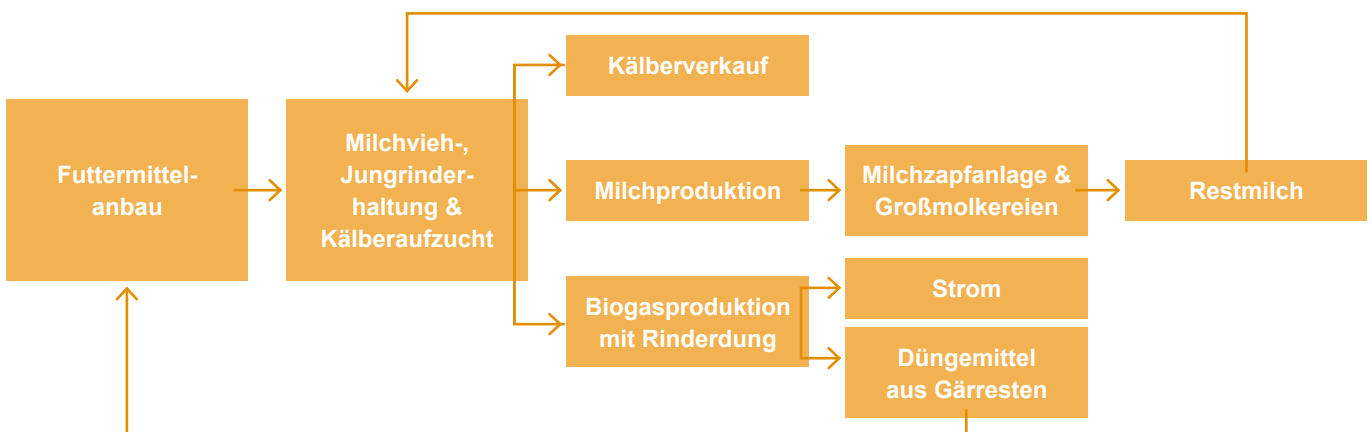 Futtermittel-
anbau
Milchvieh-,
Jungrinder-
haltung &
Kälberaufzucht
Kälberverkauf
Milchproduktion
Milchzapfanlage &
Großmolkereien
Restmilch
Biogasproduktion
mit Rinderdung
Strom
Düngemittel
aus Gärresten